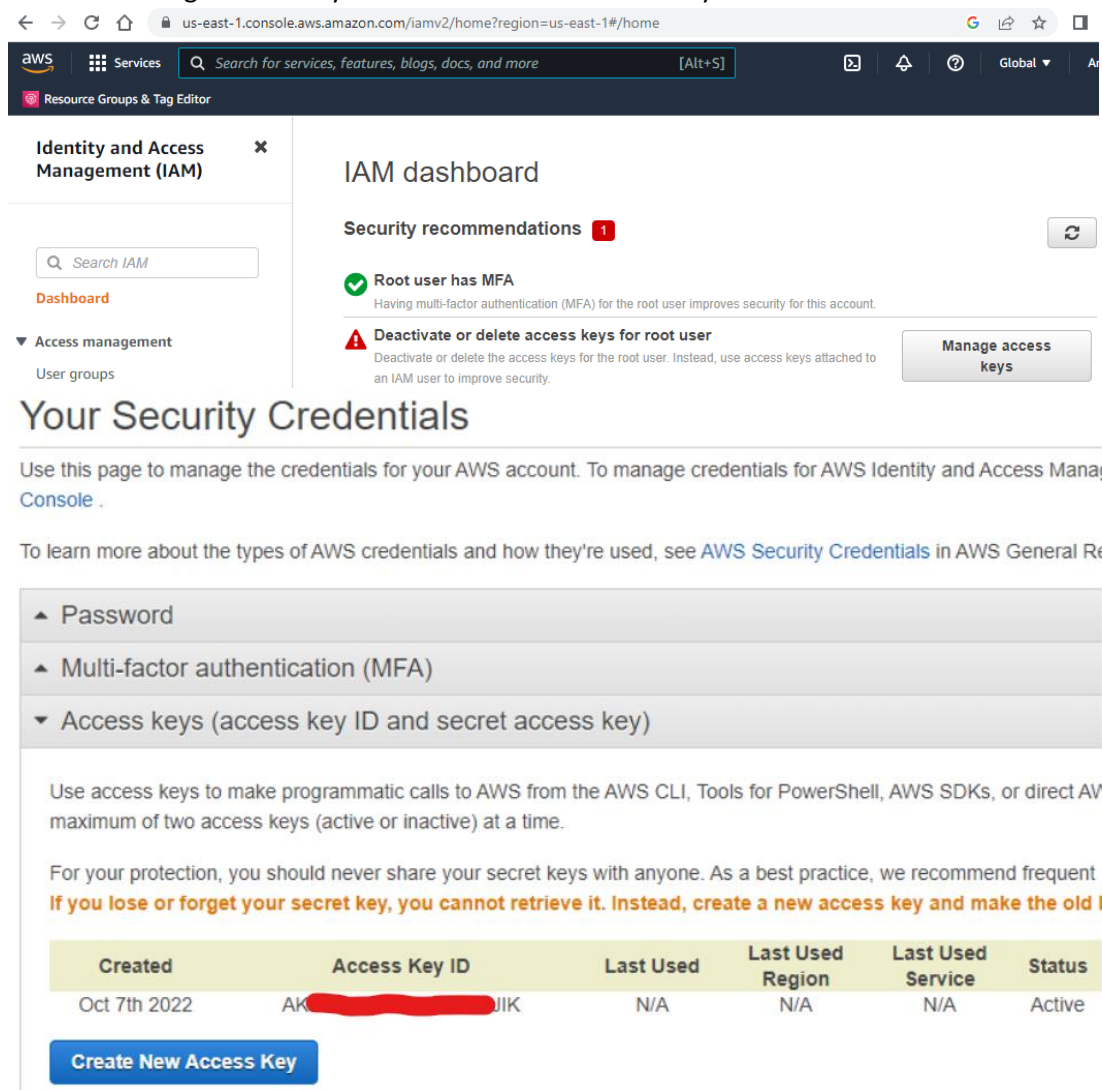 us-east-1.console.aws.amazon.com/iamv2/home?region=us-east-1#/home
aws Services Search for services, features, blogs, docs, and more [Alt+S] Global
Resource Groups & Tag Editor
Identity and Access
Management (IAM)
Search IAM
Dashboard
Access management
User groups
IAM dashboard
Security recommendations 1
Root user has MFA
Having multi-factor authentication (MFA) for the root user improves security for this account.
Deactivate or delete access keys for root user
Deactivate or delete the access keys for the root user. Instead, use access keys attached to
an IAM user to improve security.
Manage access
keys
Your Security Credentials
Use this page to manage the credentials for your AWS account. To manage credentials for AWS Identity and Access
Console .
To learn more about the types of AWS credentials and how they're used, see AWS Security Credentials in AWS General
Password
Multi-factor authentication (MFA)
Access keys (access key ID and secret access key)
Use access keys to make programmatic calls to AWS from the AWS CLI, Tools for PowerShell, AWS SDKs, or direct
maximum of two access keys (active or inactive) at a time.
For your protection, you should never share your secret keys with anyone. As a best practice, we recommend frequent
If you lose or forget your secret key, you cannot retrieve it. Instead, create a new access key and make the old
Created Access Key ID Last Used Last Used Region Last Used Service Status
Oct 7th 2022 AK JIK N/A N/A N/A Active
Create New Access Key